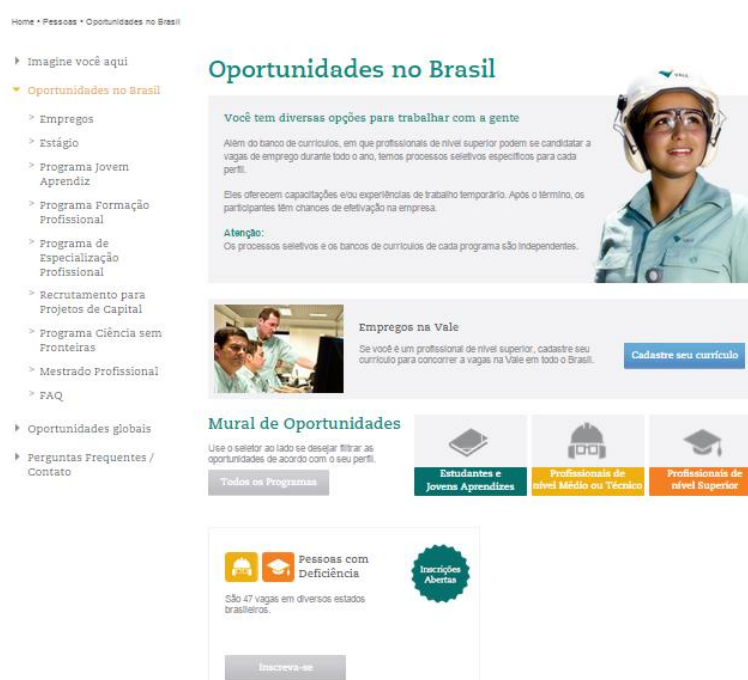 Home • Pessoas • Oportunidades no Brasil
Imagine você aqui
Oportunidades no Brasil
> Empregos
> Estágio
> Programa Jovem
Aprendiz
> Programa Formação
Profissional
> Programa de
Especialização
Profissional
> Recrutamento para
Projetos de Capital
> Programa Ciência sem
Fronteiras
> Mestrado Profissional
> FAQ
Oportunidades globais
Perguntas Frequentes /
Contato
Oportunidades no Brasil
VALE
Você tem diversas opções para trabalhar com a gente
Além do banco de currículos, em que profissionais de nível superior podem se candidatar a
vagas de emprego durante todo o ano, temos processos seletivos específicos para cada
perfil.
Eles oferecem capacitações e/ou experiências de trabalho temporário. Após o término, os
participantes têm chances de efetivação na empresa.
Atenção:
Os processos seletivos e os bancos de currículos de cada programa são independentes.
Empregos na Vale
Se você é um profissional de nível superior, cadastre seu
currículo para concorrer a vagas na Vale em todo o Brasil.
Cadastre seu currículo
Mural de Oportunidades
Use o seletor ao lado se desejar filtrar as
oportunidades de acordo com o seu perfil.
Todos os Programas
Estudantes e
Jovens Aprendizes
Profissionais de
nível Médio ou Técnico
Profissionais de
nível Superior
Pessoas com
Deficiência
Inscrições
Abertas
São 47 vagas em diversos estados
brasileiros.
Inscreva-se